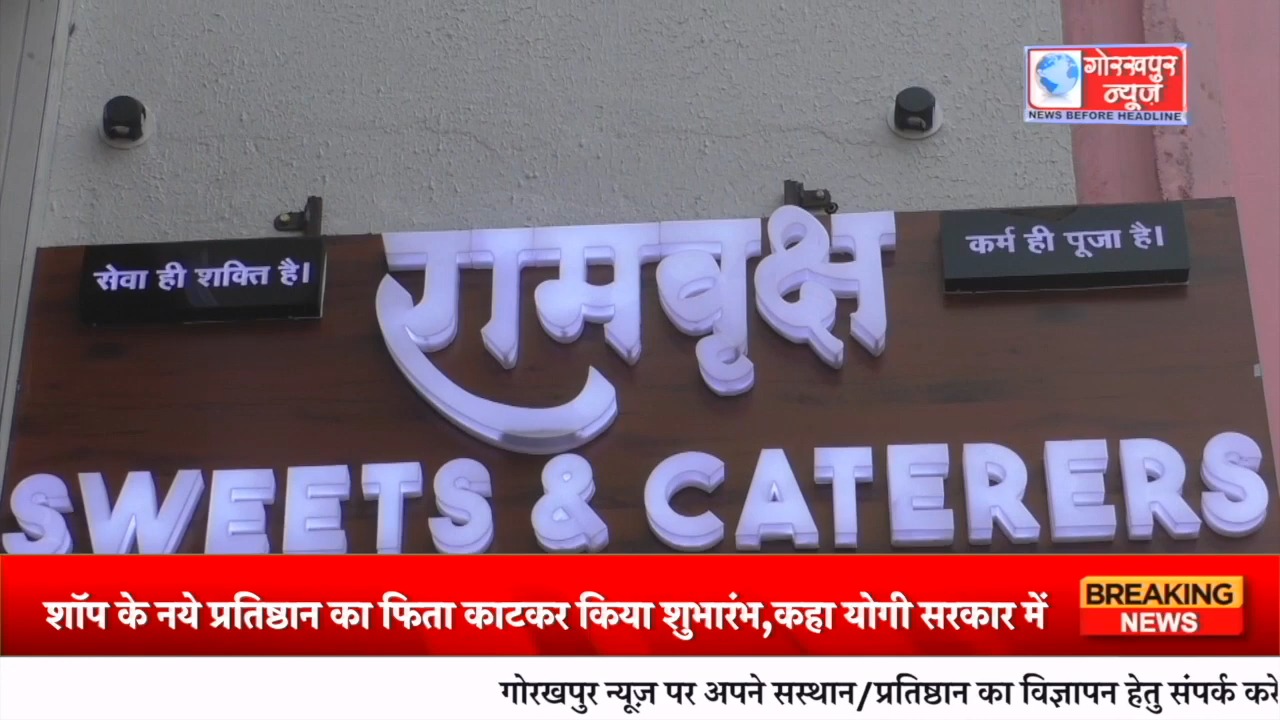 गोरखपुर
न्यूज़
NEWS BEFORE HEADLINE
सेवा ही शक्ति है।
रामबृक्ष
कर्म ही पूजा है।
SWEETS & CATERERS
शॉप के नये प्रतिष्ठान का फिता काटकर किया शुभारंभ,कहा योगी सरकार में
BREAKING
NEWS
गोरखपुर न्यूज़ पर अपने सस्थान/प्रतिष्ठान का विज्ञापन हेतु संपर्क करे